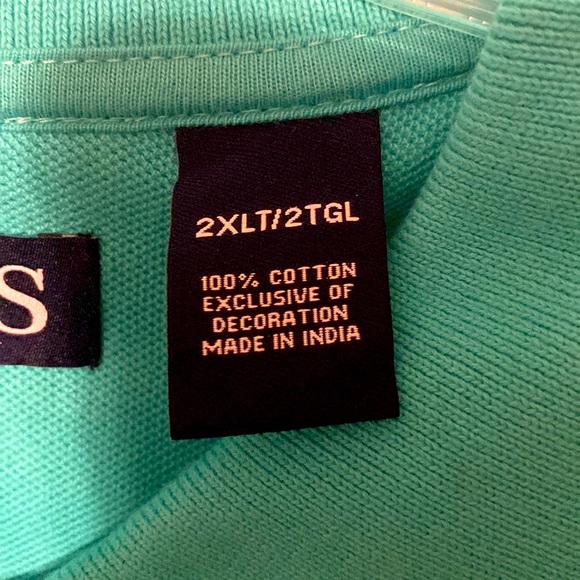 S
2XLT/2TGL
100% COTTON
EXCLUSIVE OF
DECORATION
MADE IN INDIA